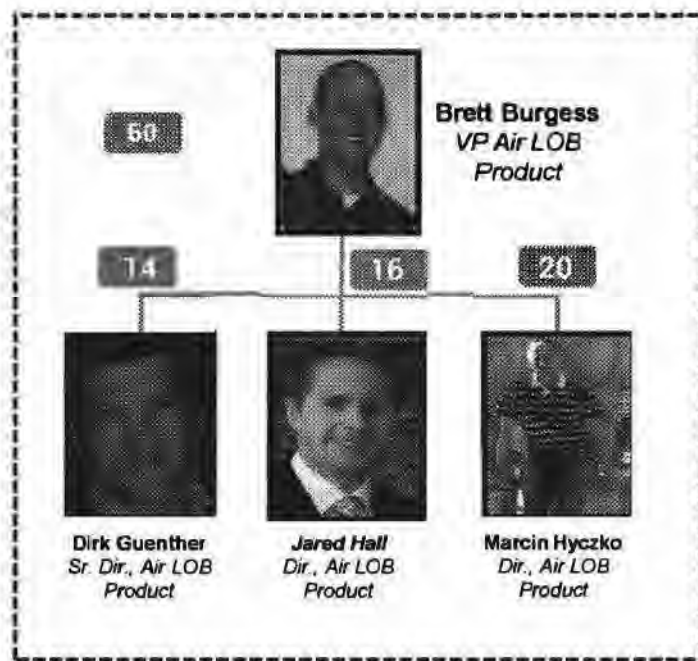 60
Brett Burgess
VP Air LOB
Product
14
16
20
Dirk Guenther
Sr. Dir., Air LOB
Product
Jared Hall
Dir., Air LOB
Product
Marcin Hyczko
Dir., Air LOB
Product